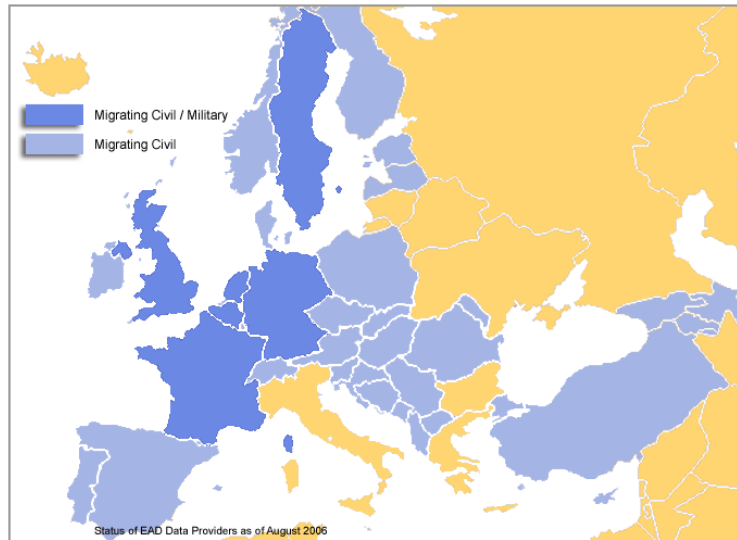 Migrating Civil / Military
Migrating Civil
Status of EAD Data Providers as of August 2006